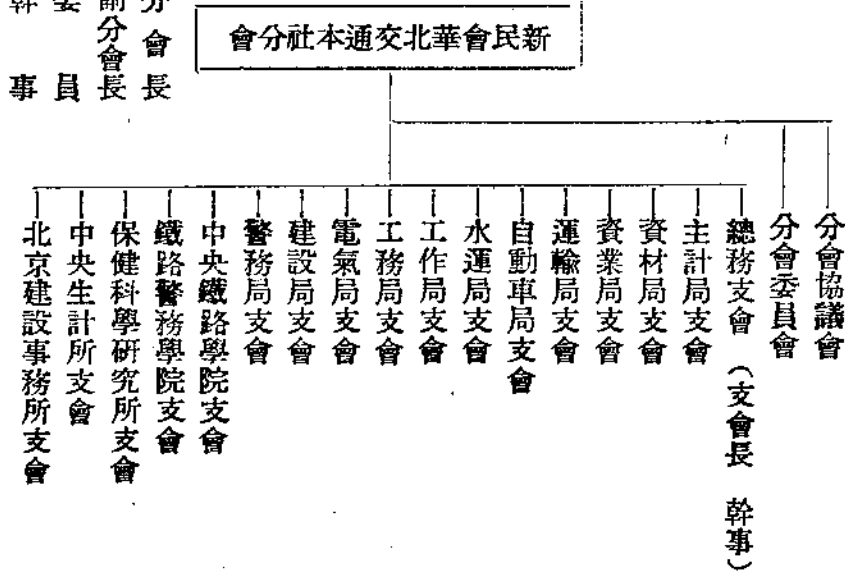 新民會華北交通本社分會
分會長
副分會長
委員
幹事
分會協議會
分會委員會
總務支會　（支會長　幹事）
主計局支會
資材局支會
資業局支會
運輸局支會
自動車局支會
水運局支會
工作局支會
工務局支會
電氣局支會
建設局支會
警務局支會
中央鐵路學院支會
鐵路警務學院支會
保健科學研究所支會
中央生計所支會
北京建設事務所支會